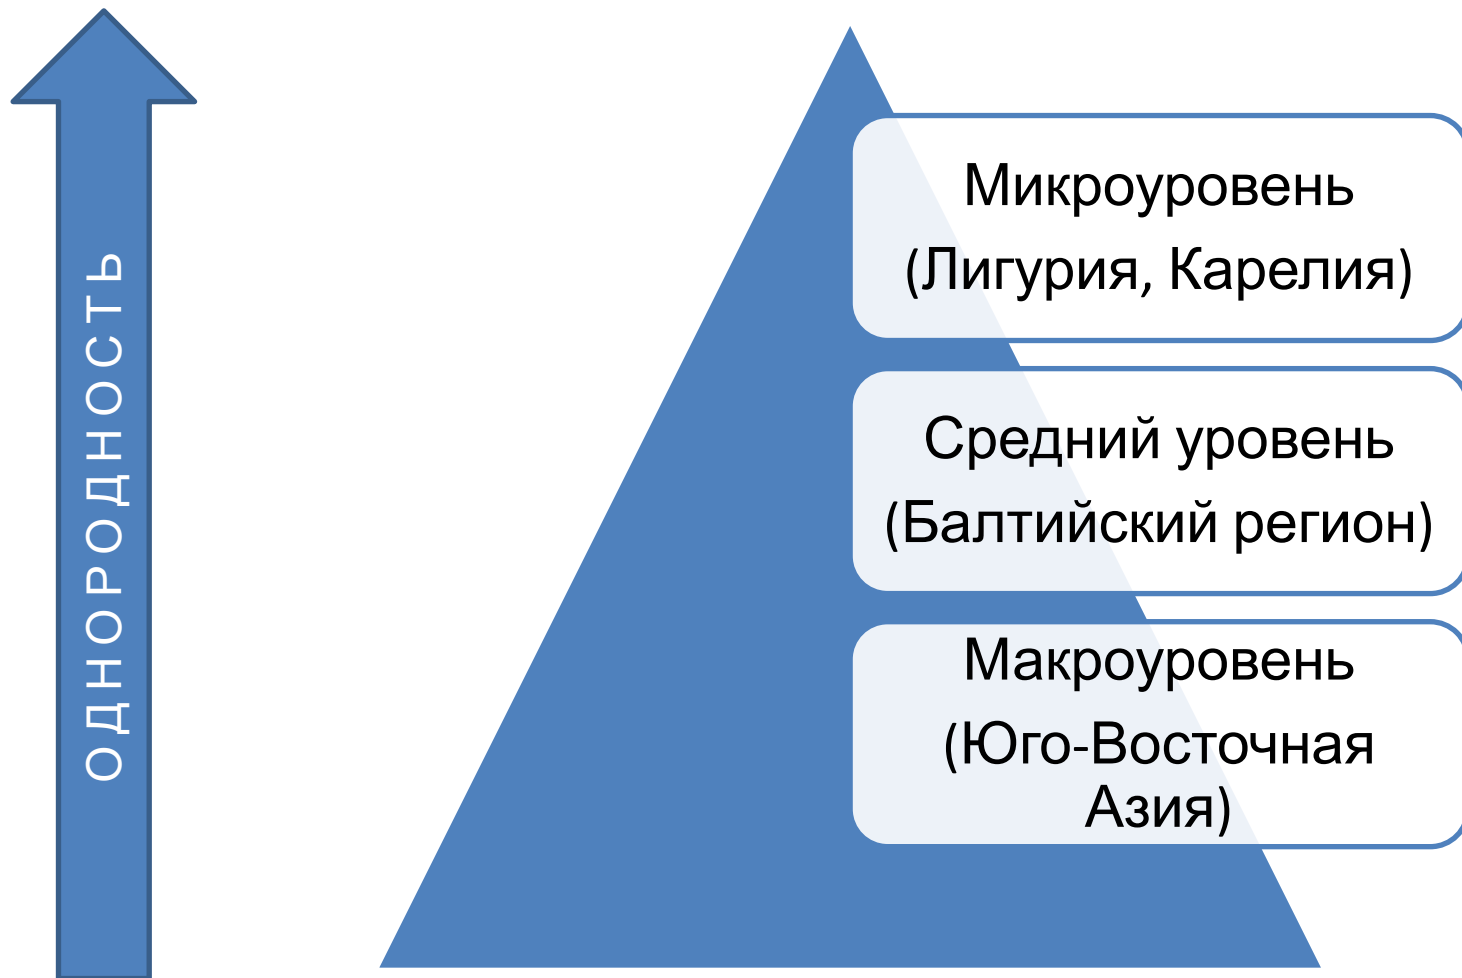 ОДНОРОДНОСТЬ
Микроуровень
(Лигурия, Карелия)
Средний уровень
(Балтийский регион)
Макроуровень
(Юго-Восточная
Азия)